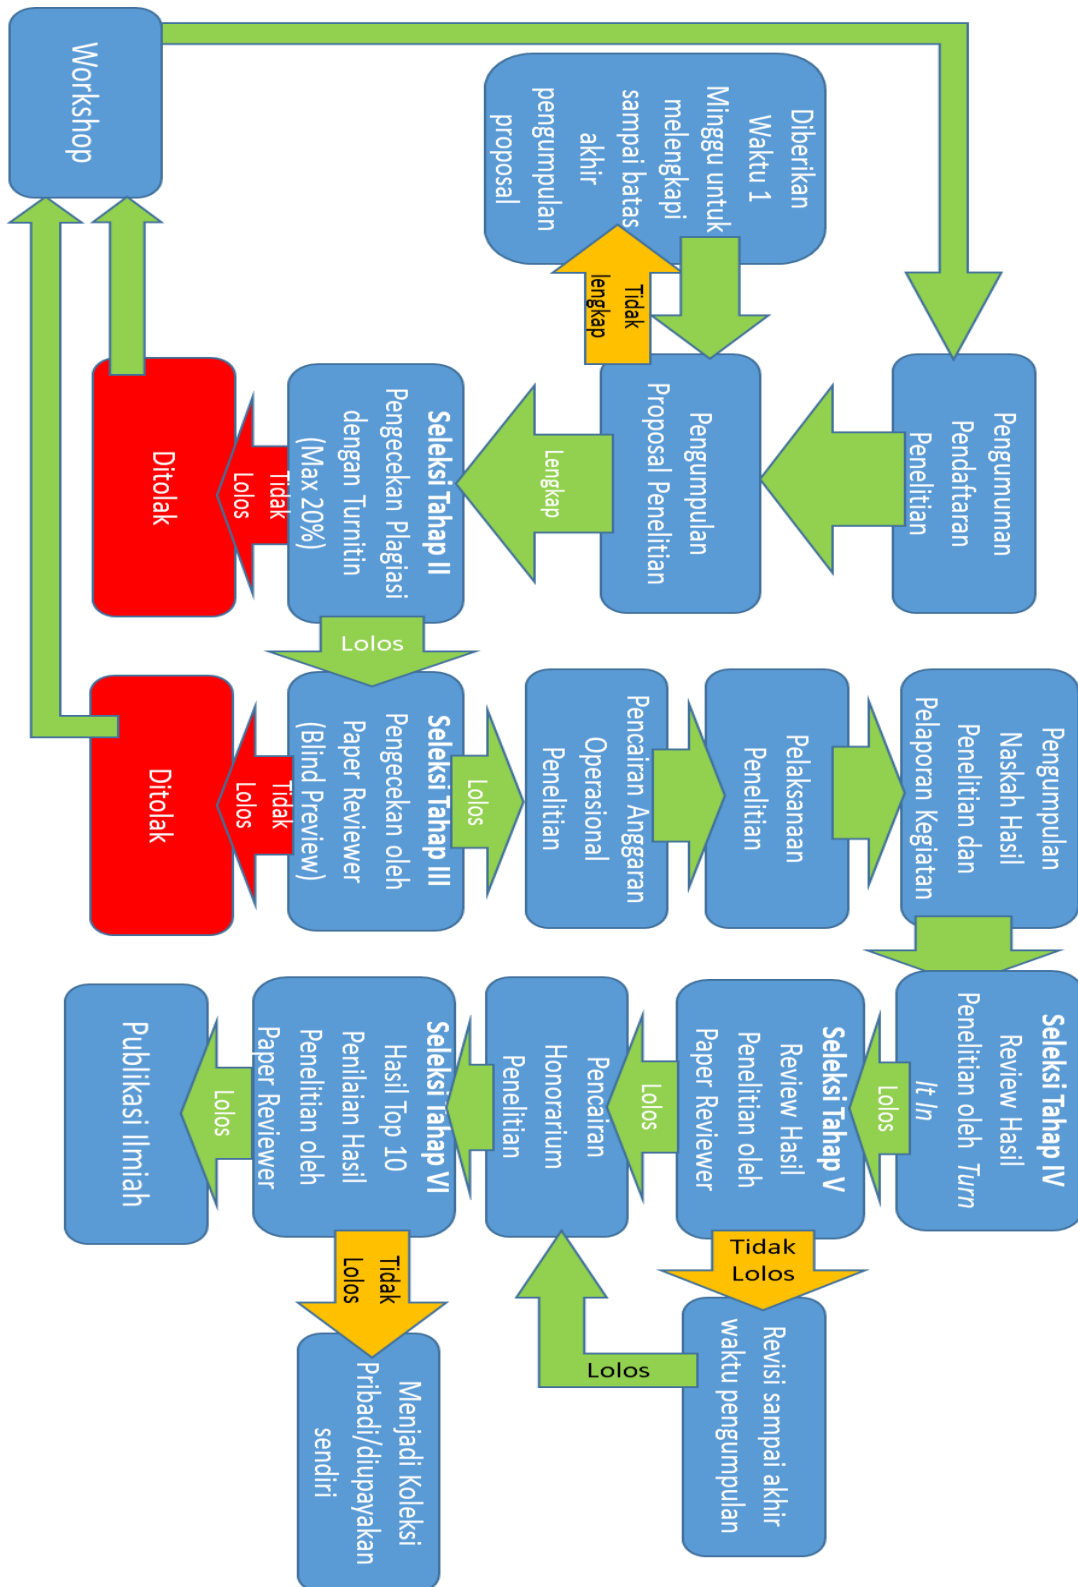 Pengumuman
Pendaftaran
Penelitian
Pengumpulan
Proposal Penelitian
Tidak
lengkap
Diberikan
Waktu 1
Minggu untuk
melengkapi
sampai batas
akhir
pengumpulan
proposal
Lengkap
Seleksi Tahap II
Pengecekan Plagiasi
dengan Turnitin
(Max 20%)
Tidak
Lolos
Ditolak
Workshop
Lolos
Seleksi Tahap III
Pengecekan oleh
Paper Reviewer
(Blind Preview)
Tidak
Lolos
Ditolak
Lolos
Pencairan Anggaran
Operasional
Penelitian
Pelaksanaan
Penelitian
Pengumpulan
Naskah Hasil
Penelitian dan
Pelaporan Kegiatan
Seleksi Tahap IV
Review Hasil
Penelitian oleh Turn
It In
Lolos
Seleksi Tahap V
Review Hasil
Penelitian oleh
Paper Reviewer
Tidak
Lolos
Revisi sampai akhir
waktu pengumpulan
Lolos
Lolos
Pencairan
Honorarium
Penelitian
Seleksi Tahap VI
Hasil Top 10
Penilaian Hasil
Penelitian oleh
Paper Reviewer
Tidak
Lolos
Menjadi Koleksi
Pribadi/diupayakan
sendiri
Lolos
Publikasi Ilmiah